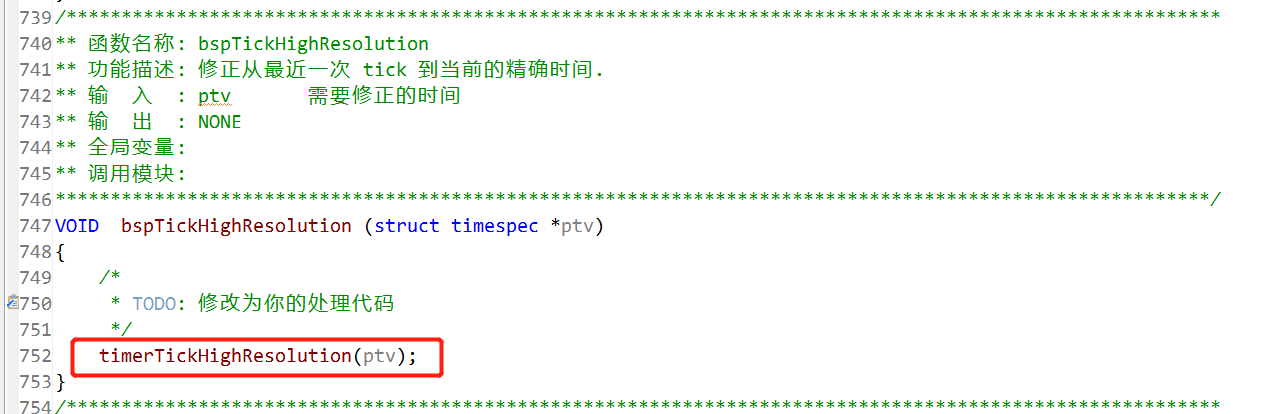 739 /*********************************************************************************************************
740 ** 函数名称: bspTickHighResolution
741 ** 功能描述: 修正从最近一次 tick 到当前的精确时间.
742 ** 输　入  : ptv       需要修正的时间
743 ** 输　出  : NONE
744 ** 全局变量:
745 ** 调用模块:
746 *********************************************************************************************************/
747 VOID  bspTickHighResolution (struct timespec *ptv)
748 {
749     /*
750      * TODO: 修改为你的处理代码
751      */
752     timerTickHighResolution(ptv);
753 }
754 /*********************************************************************************************************